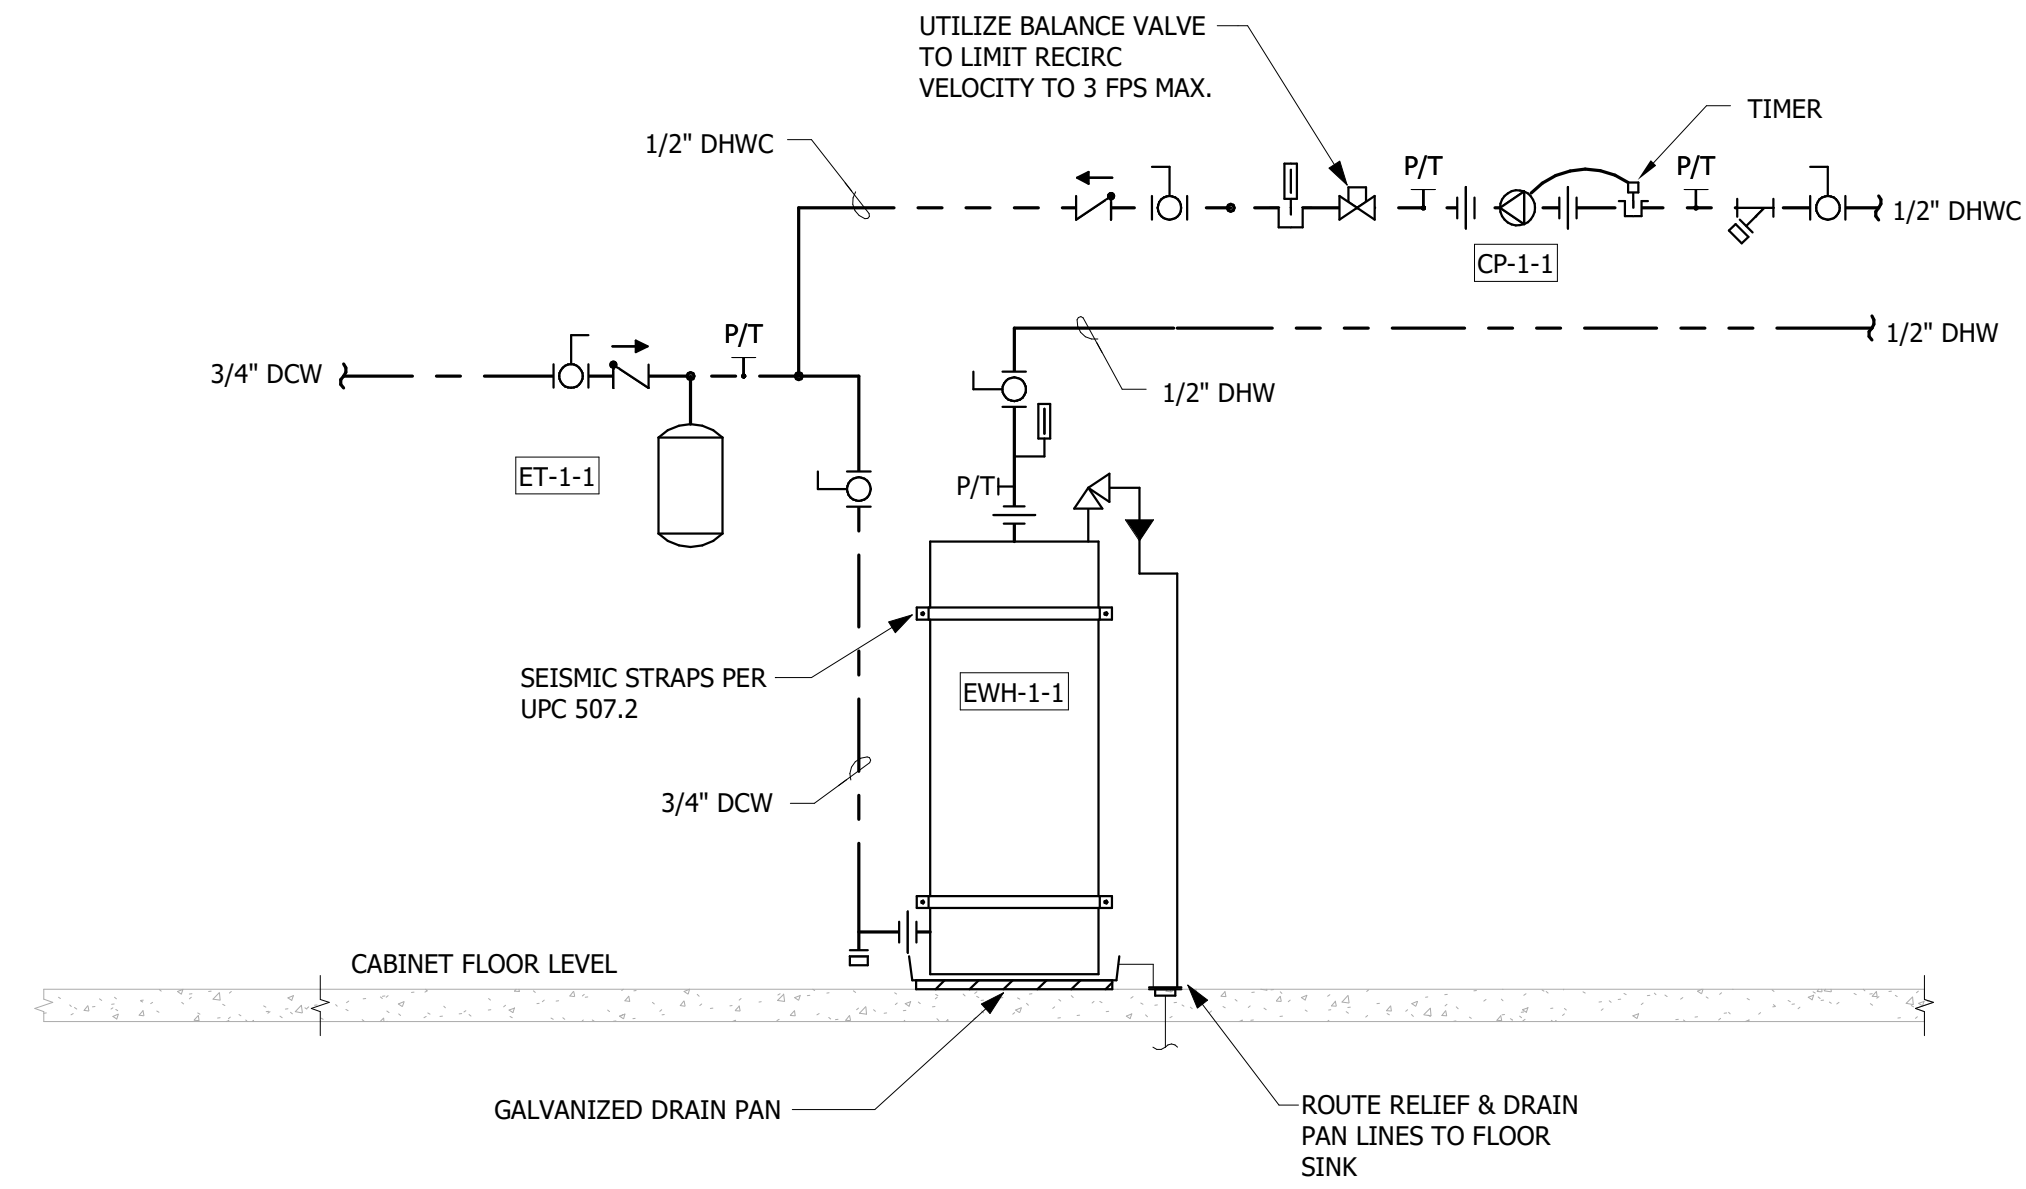 UTILIZE BALANCE VALVE
TO LIMIT RECIRC
VELOCITY TO 3 FPS MAX.
TIMER
1/2" DHWC
P/T
P/T
1/2" DHWC
CP-1-1
P/T
1/2" DHW
3/4" DCW
1/2" DHW
ET-1-1
P/T
SEISMIC STRAPS PER
UPC 507.2
EWH-1-1
3/4" DCW
CABINET FLOOR LEVEL
GALVANIZED DRAIN PAN
ROUTE RELIEF & DRAIN
PAN LINES TO FLOOR
SINK